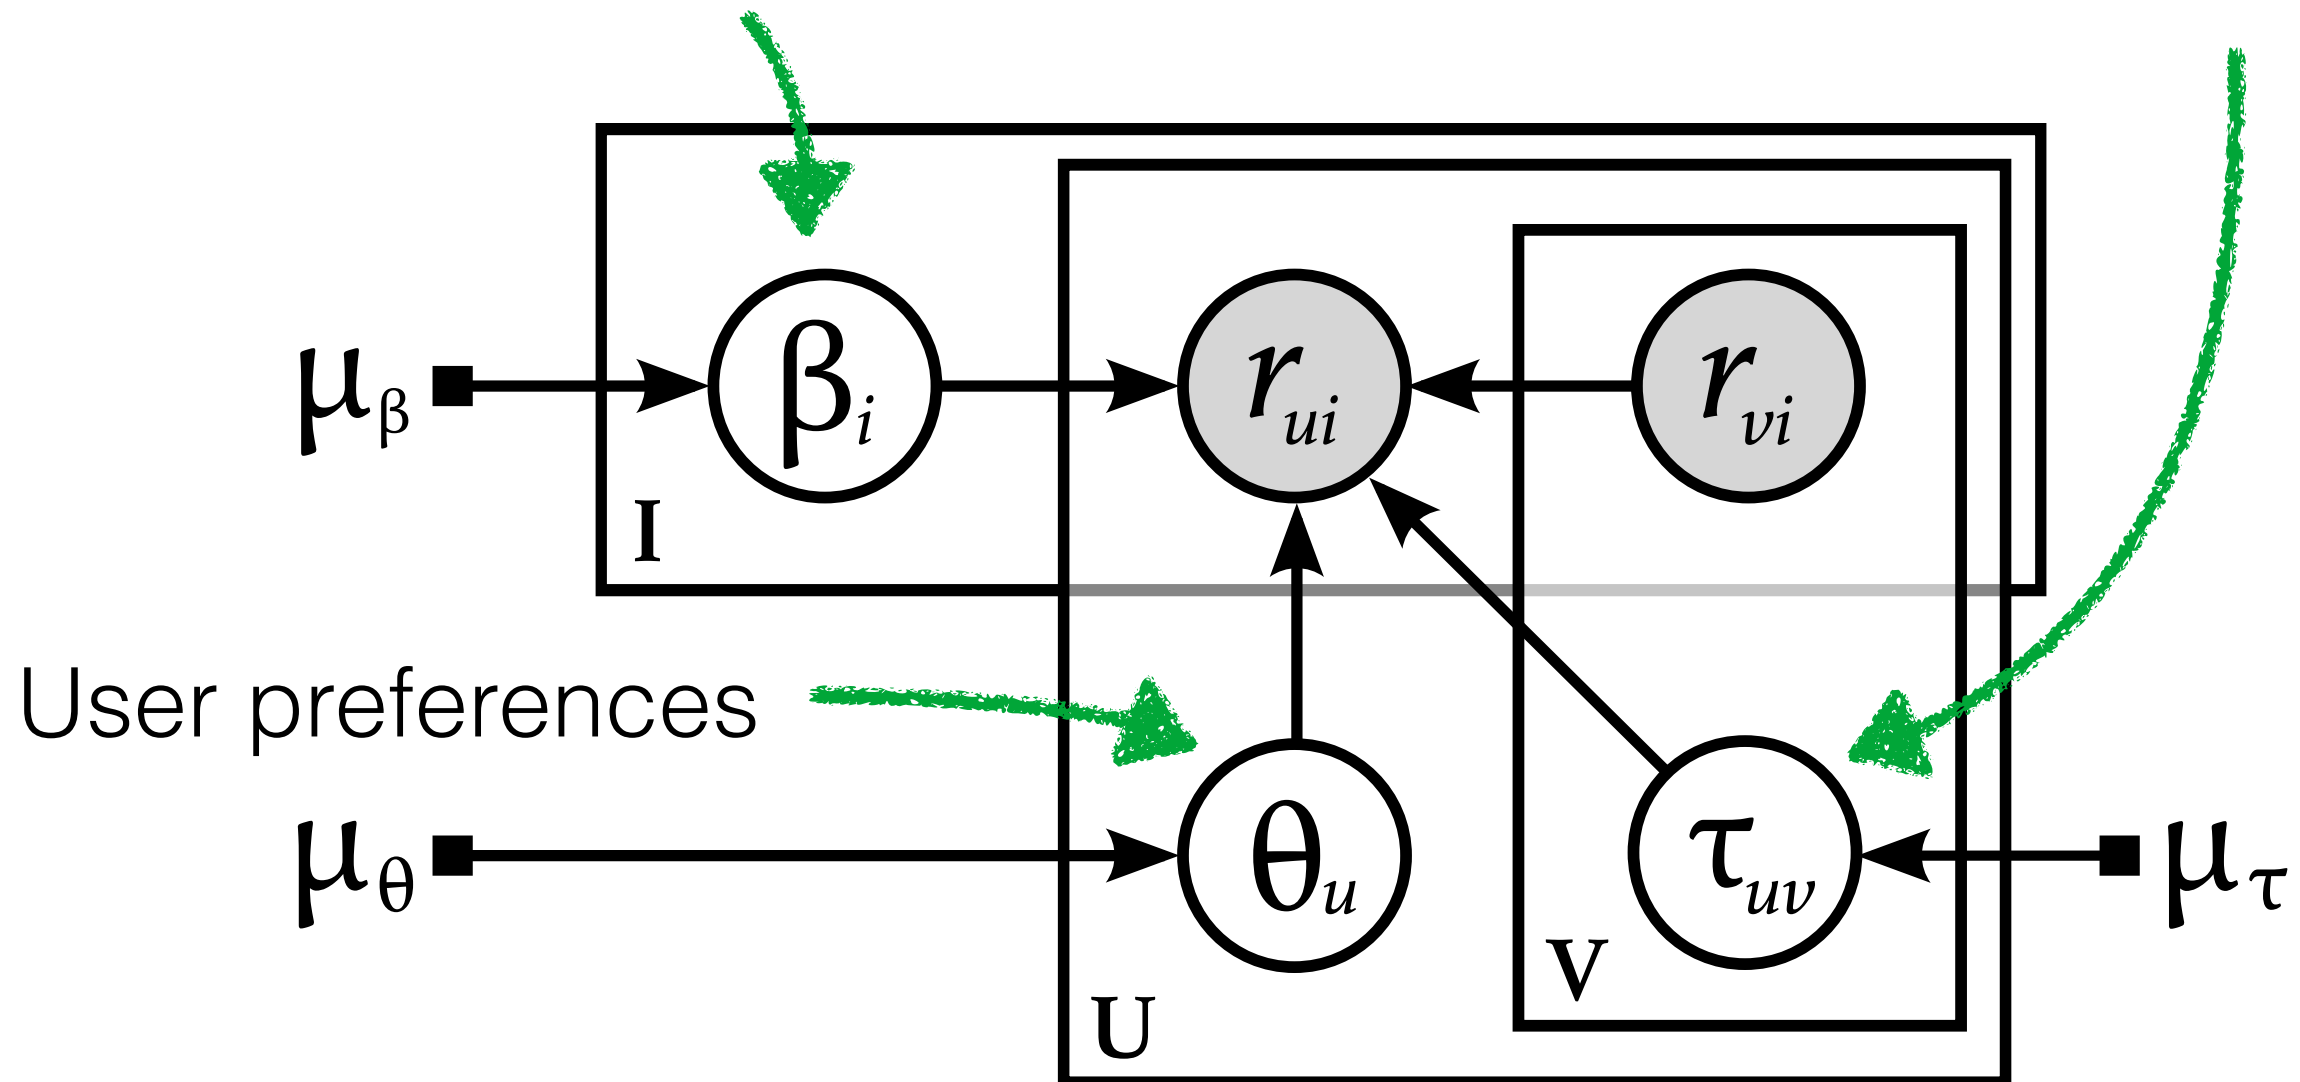 μβ βi rui rvi
I
User preferences
μθ θu τuv μτ
V
U